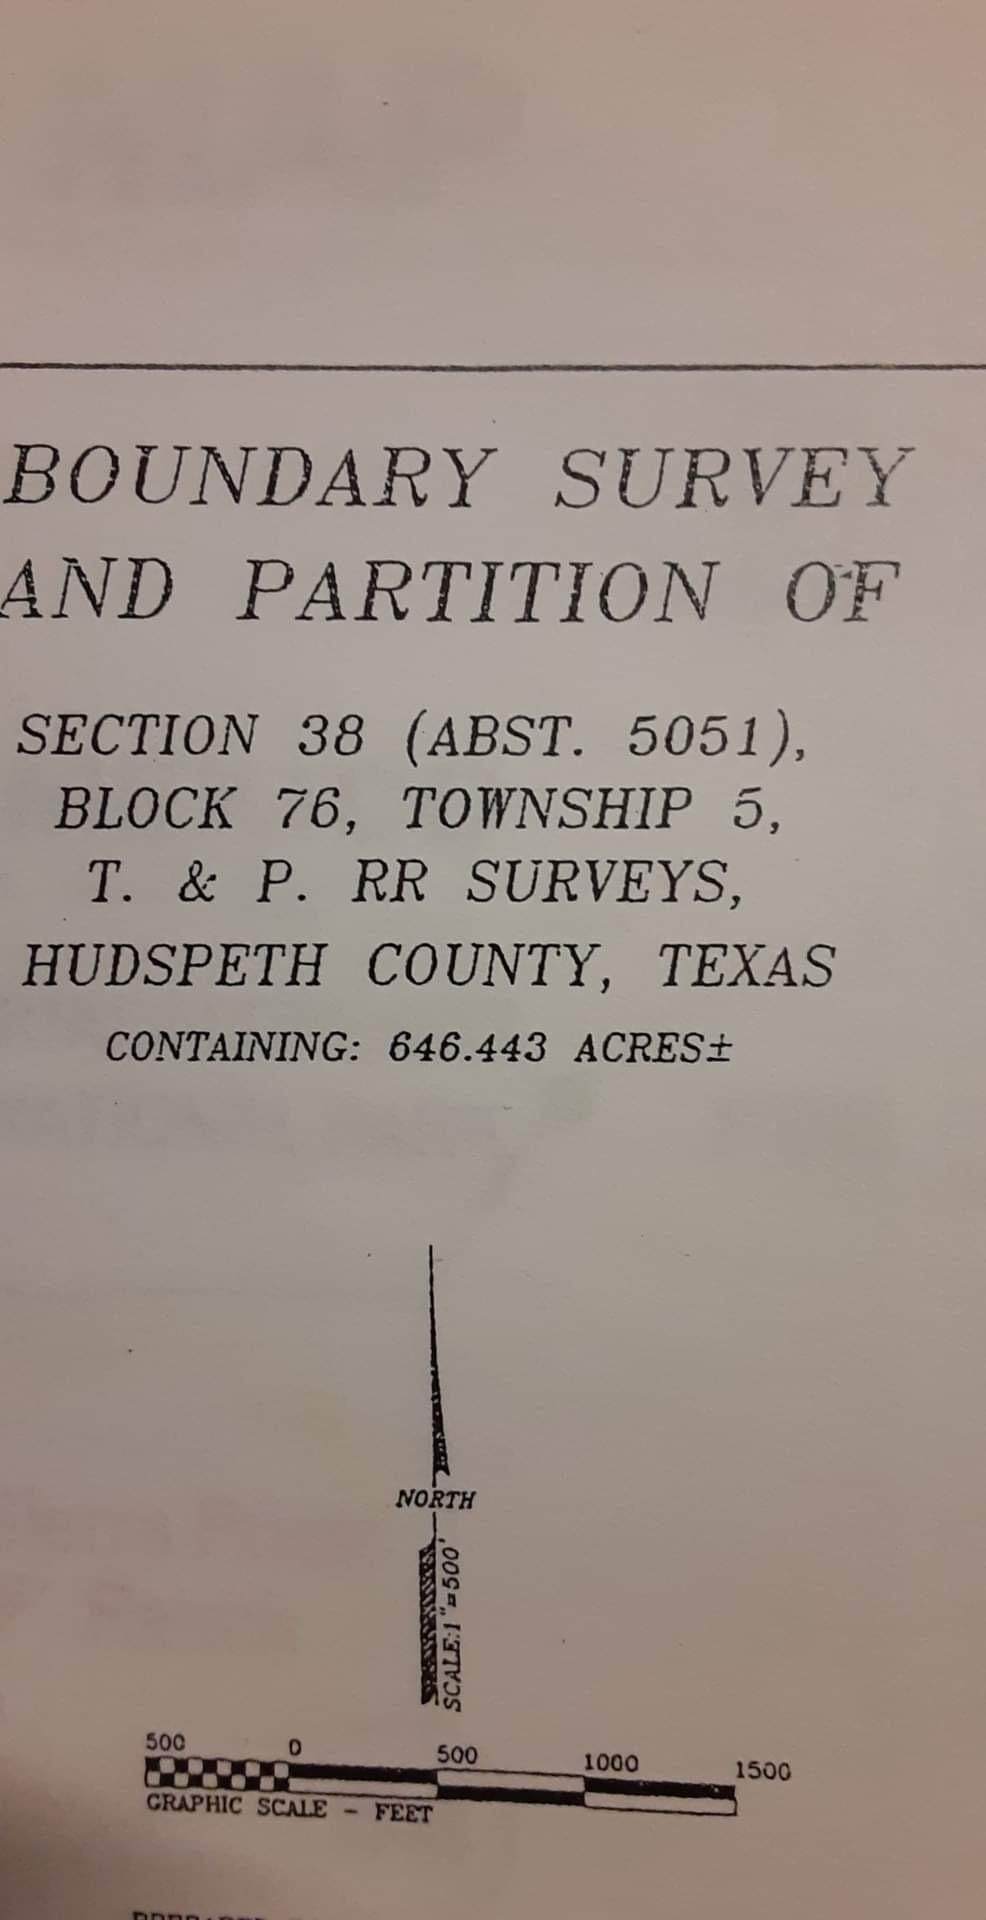 BOUNDARY SURVEY
AND PARTITION OF
SECTION 38 (ABST. 5051),
BLOCK 76, TOWNSHIP 5,
T. & P. RR SURVEYS,
HUDSPETH COUNTY, TEXAS
CONTAINING: 646.443 ACRES±
NORTH
SCALE:1"=500'
500 0 500 1000 1500
GRAPHIC SCALE - FEET